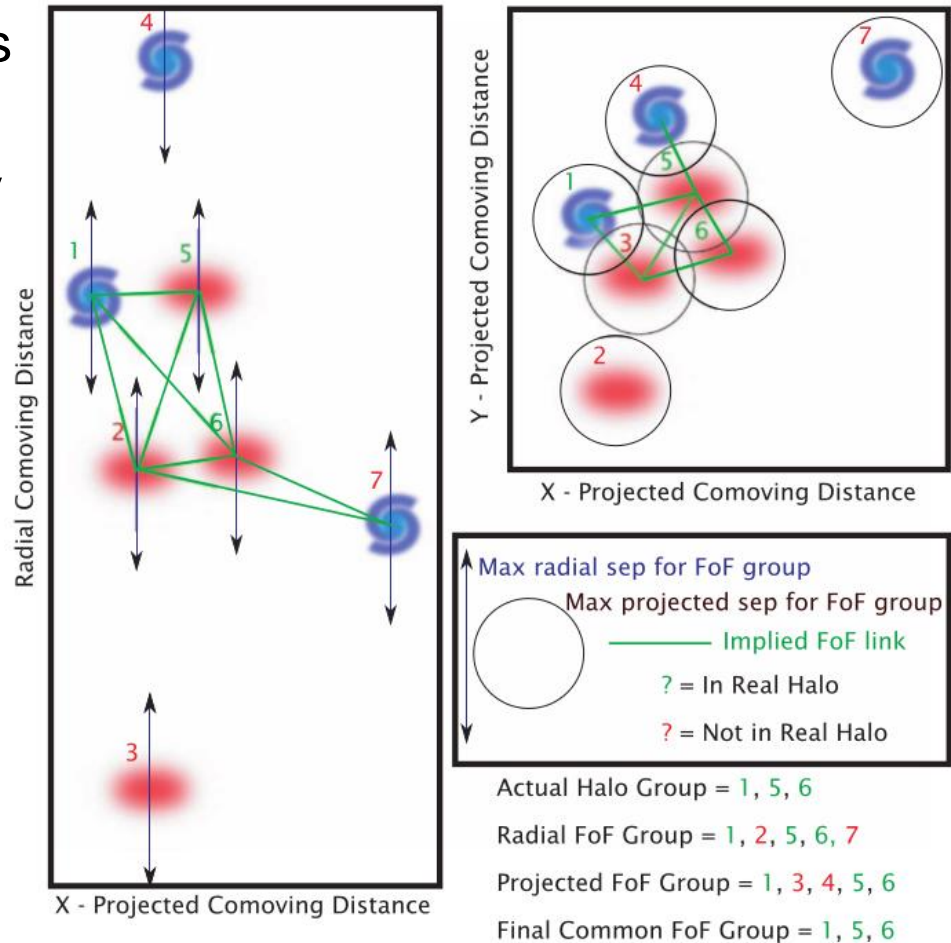 s
4
1
5
2
6
7
3
Radial Comoving Distance
X - Projected Comoving Distance
7
4
5
1
6
3
2
Y - Projected Comoving Distance
X - Projected Comoving Distance
Max radial sep for FoF group
Max projected sep for FoF group
Implied FoF link
? = In Real Halo
? = Not in Real Halo
Actual Halo Group = 1, 5, 6
Radial FoF Group = 1, 2, 5, 6, 7
Projected FoF Group = 1, 3, 4, 5, 6
Final Common FoF Group = 1, 5, 6